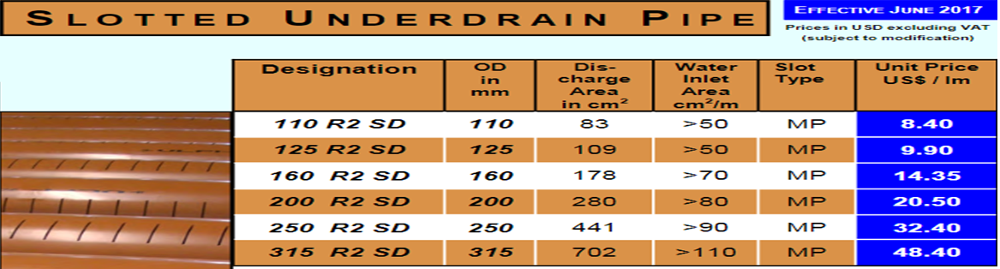 SLOTTED UNDERDRAIN PIPE
EFFECTIVE JUNE 2017
Prices in USD excluding VAT
(subject to modification)
Designation OD in mm Dis-charge Area in cm² Water Inlet Area cm²/m Slot Type Unit Price US$ / lm
110 R2 SD 110 83 >50 MP 8.40
125 R2 SD 125 109 >50 MP 9.90
160 R2 SD 160 178 >70 MP 14.35
200 R2 SD 200 280 >80 MP 20.50
250 R2 SD 250 441 >90 MP 32.40
315 R2 SD 315 702 >110 MP 48.40